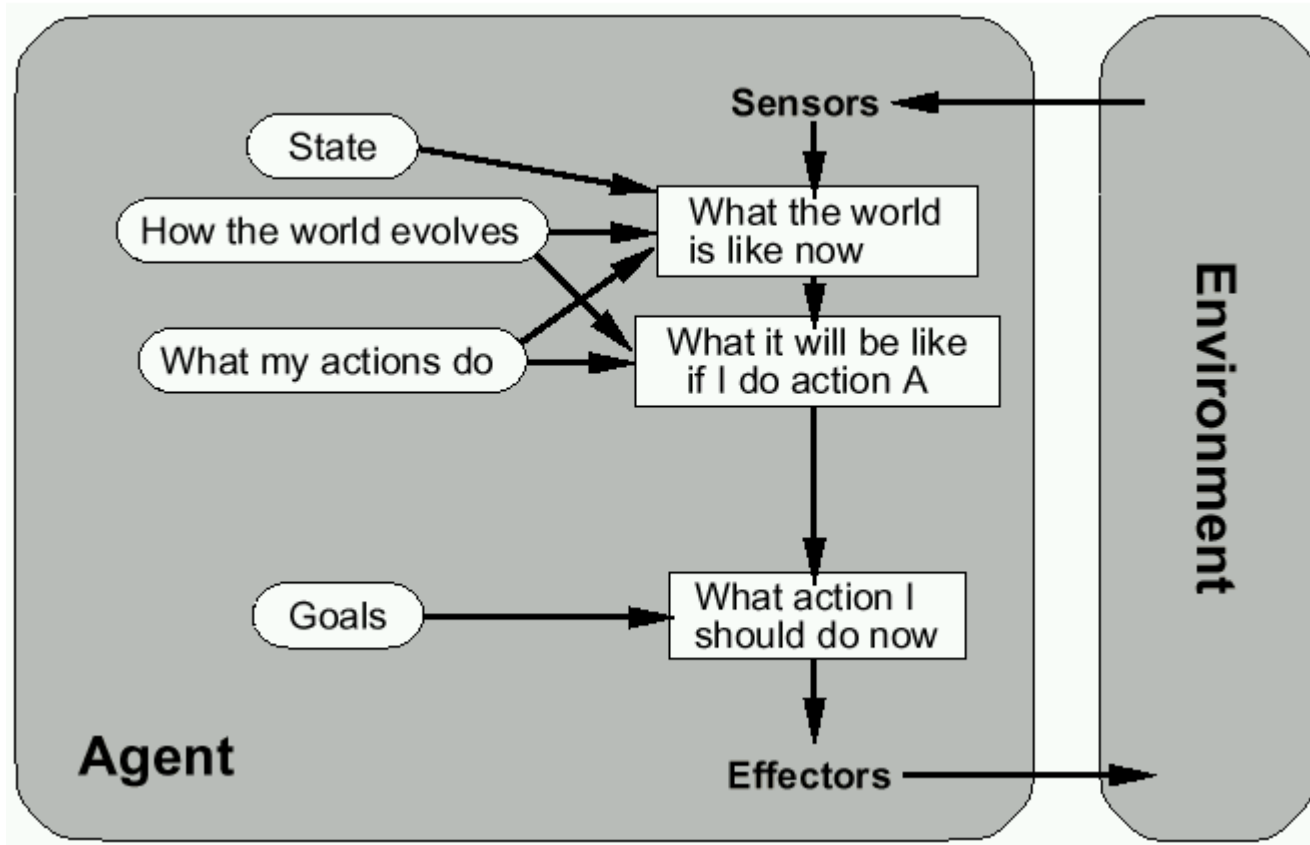 Sensors
State
What the world
is like now
How the world evolves
What my actions do
What it will be like
if I do action A
Environment
Goals
What action I
should do now
Agent
Effectors